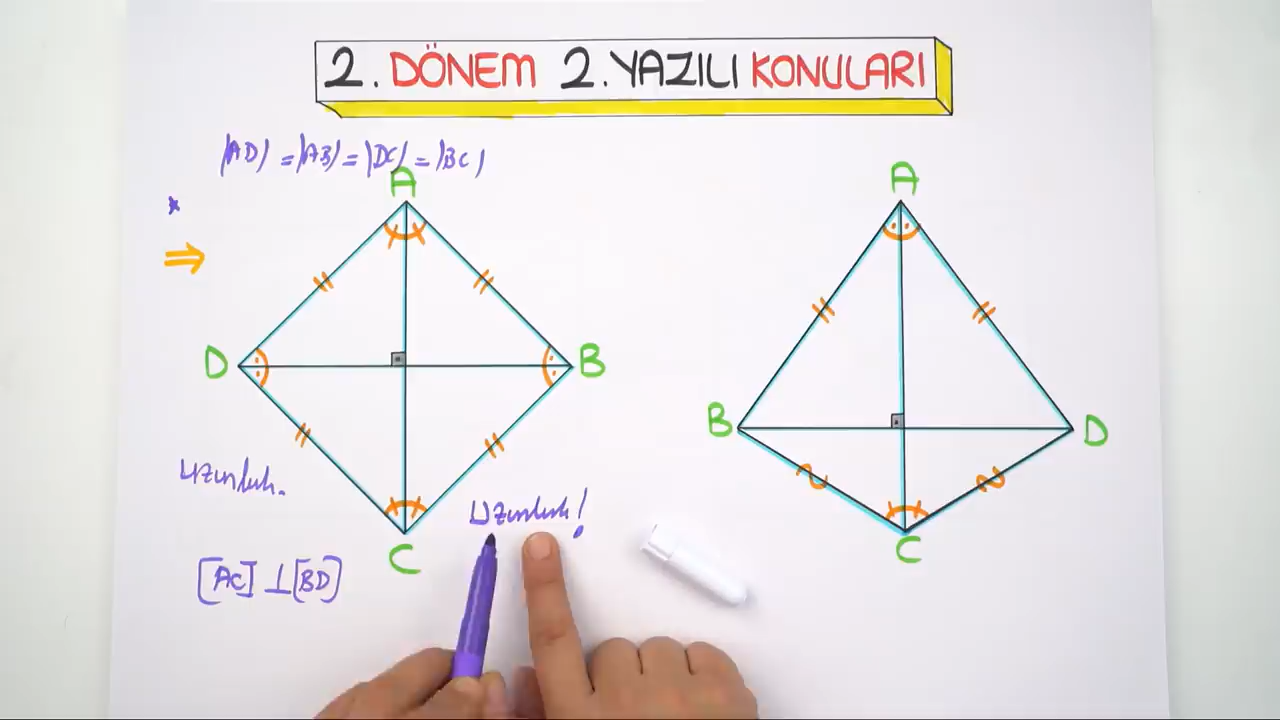 2. DÖNEM 2. YAZILI KONULARI
|AD| = |AB| = |DC| = |BC|
A
D
B
C
uzunluk.
Uzunluk!
[AC] ⊥ [BD]
A
B
D
C